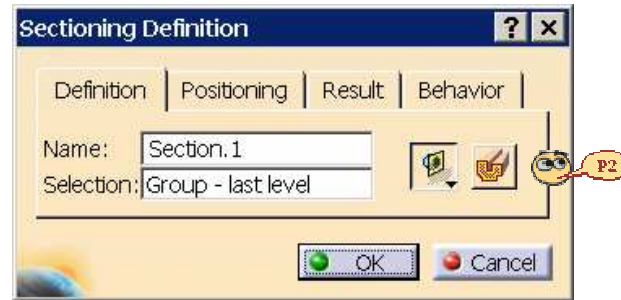 Sectioning Definition ? ×
Definition Positioning Result Behavior
Name: Section.1
Selection: Group - last level
P2
OK Cancel